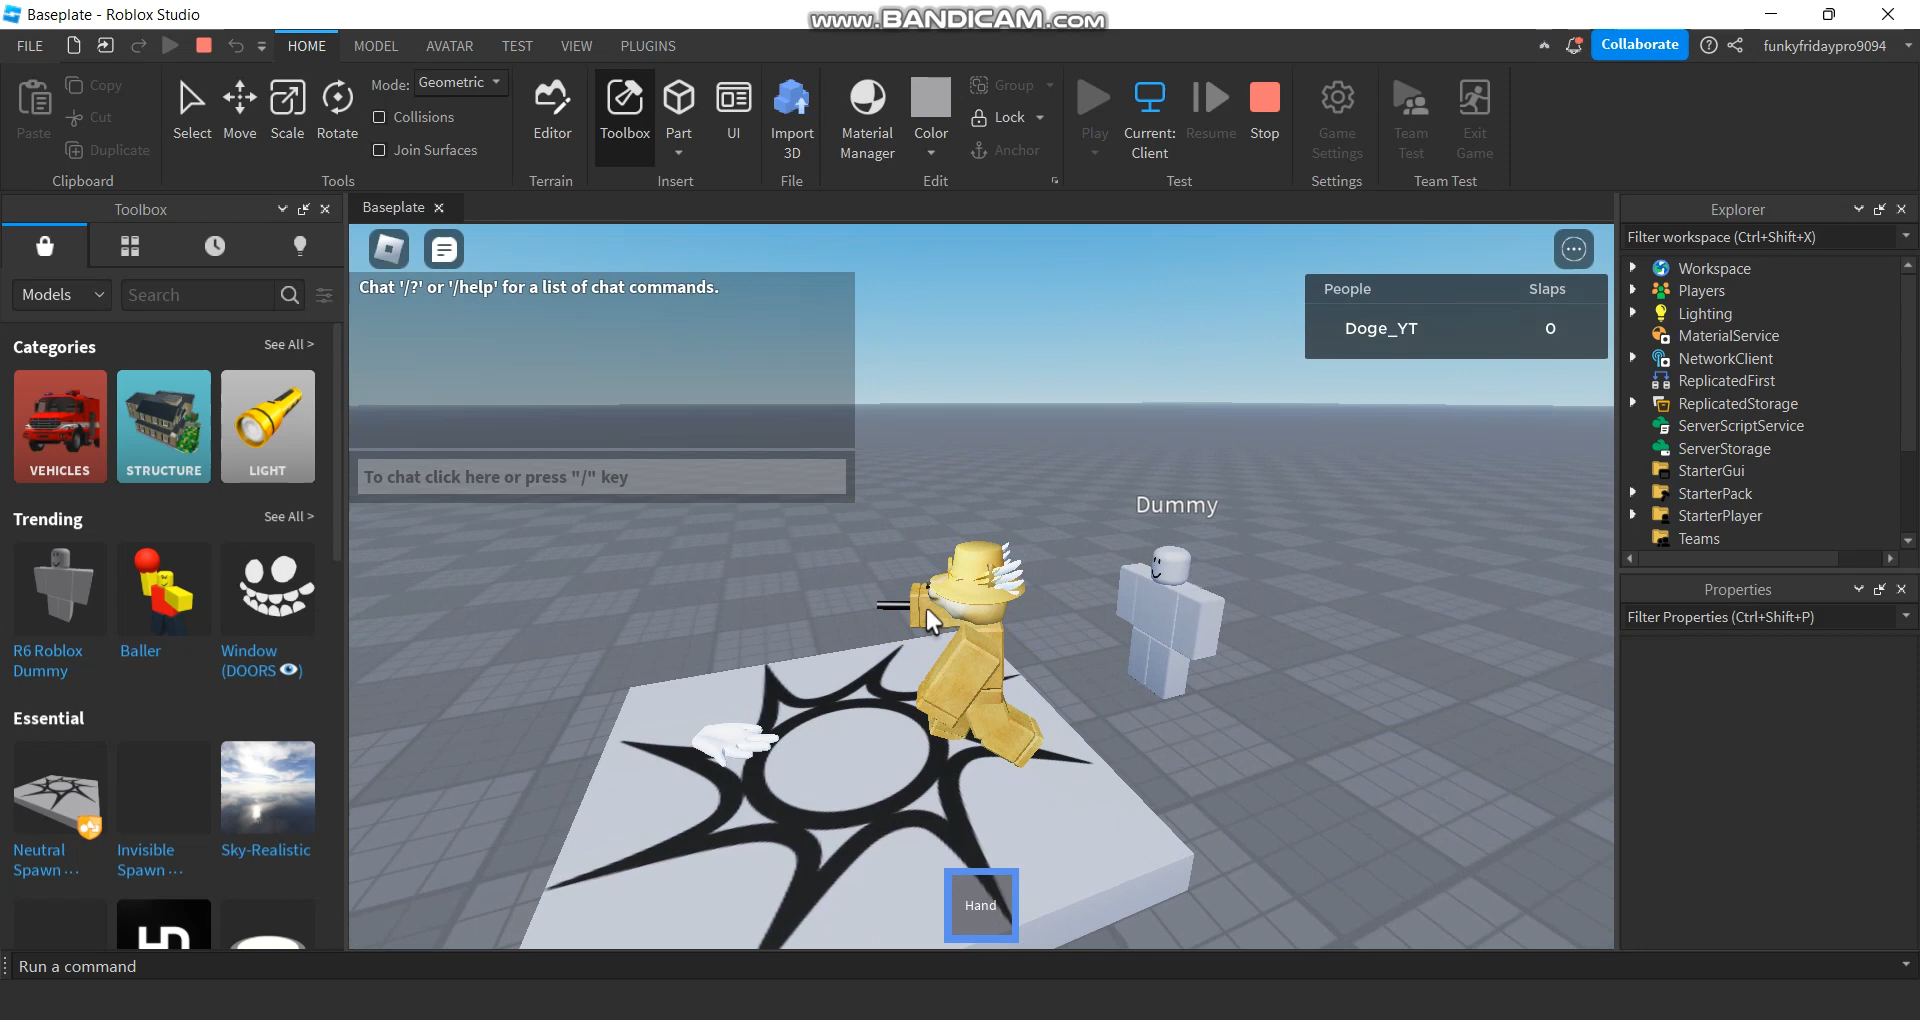 Baseplate - Roblox Studio
www.BANDICAM.com
FILE
HOME
MODEL
AVATAR
TEST
VIEW
PLUGINS
Collaborate
funkyfridaypro9094
Paste
Copy
Cut
Duplicate
Clipboard
Select
Move
Scale
Rotate
Mode: Geometric
Collisions
Join Surfaces
Tools
Editor
Terrain
Toolbox
Part
UI
Insert
Import
3D
File
Material
Manager
Color
Group
Lock
Anchor
Edit
Play
Current:
Client
Resume
Stop
Test
Game
Settings
Settings
Team
Test
Exit
Game
Team Test
Toolbox
Models
Search
Categories
See All >
VEHICLES
STRUCTURE
LIGHT
Trending
See All >
R6 Roblox
Dummy
Baller
Window
(DOORS 👁)
Essential
Neutral
Spawn ...
Invisible
Spawn ...
Sky-Realistic
HD
Baseplate
Chat '/?' or '/help' for a list of chat commands.
To chat click here or press "/" key
People Slaps
Doge_YT 0
Dummy
Hand
Explorer
Filter workspace (Ctrl+Shift+X)
Workspace
Players
Lighting
MaterialService
NetworkClient
ReplicatedFirst
ReplicatedStorage
ServerScriptService
ServerStorage
StarterGui
StarterPack
StarterPlayer
Teams
Properties
Filter Properties (Ctrl+Shift+P)
Run a command